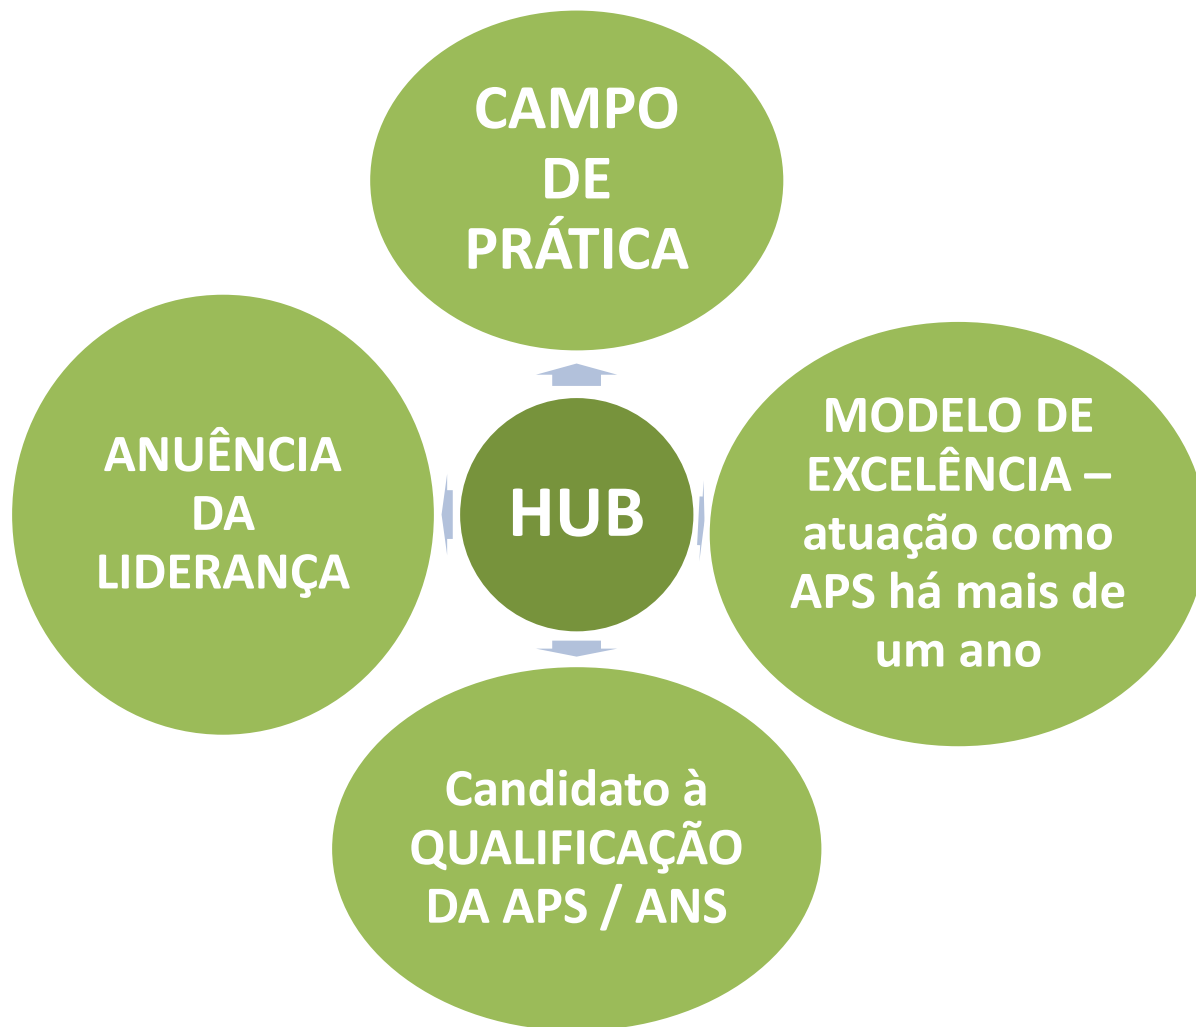 CAMPO
DE
PRÁTICA
ANUÊNCIA
DA
LIDERANÇA
HUB
MODELO DE
EXCELÊNCIA –
atuação como
APS há mais de
um ano
Candidato à
QUALIFICAÇÃO
DA APS / ANS